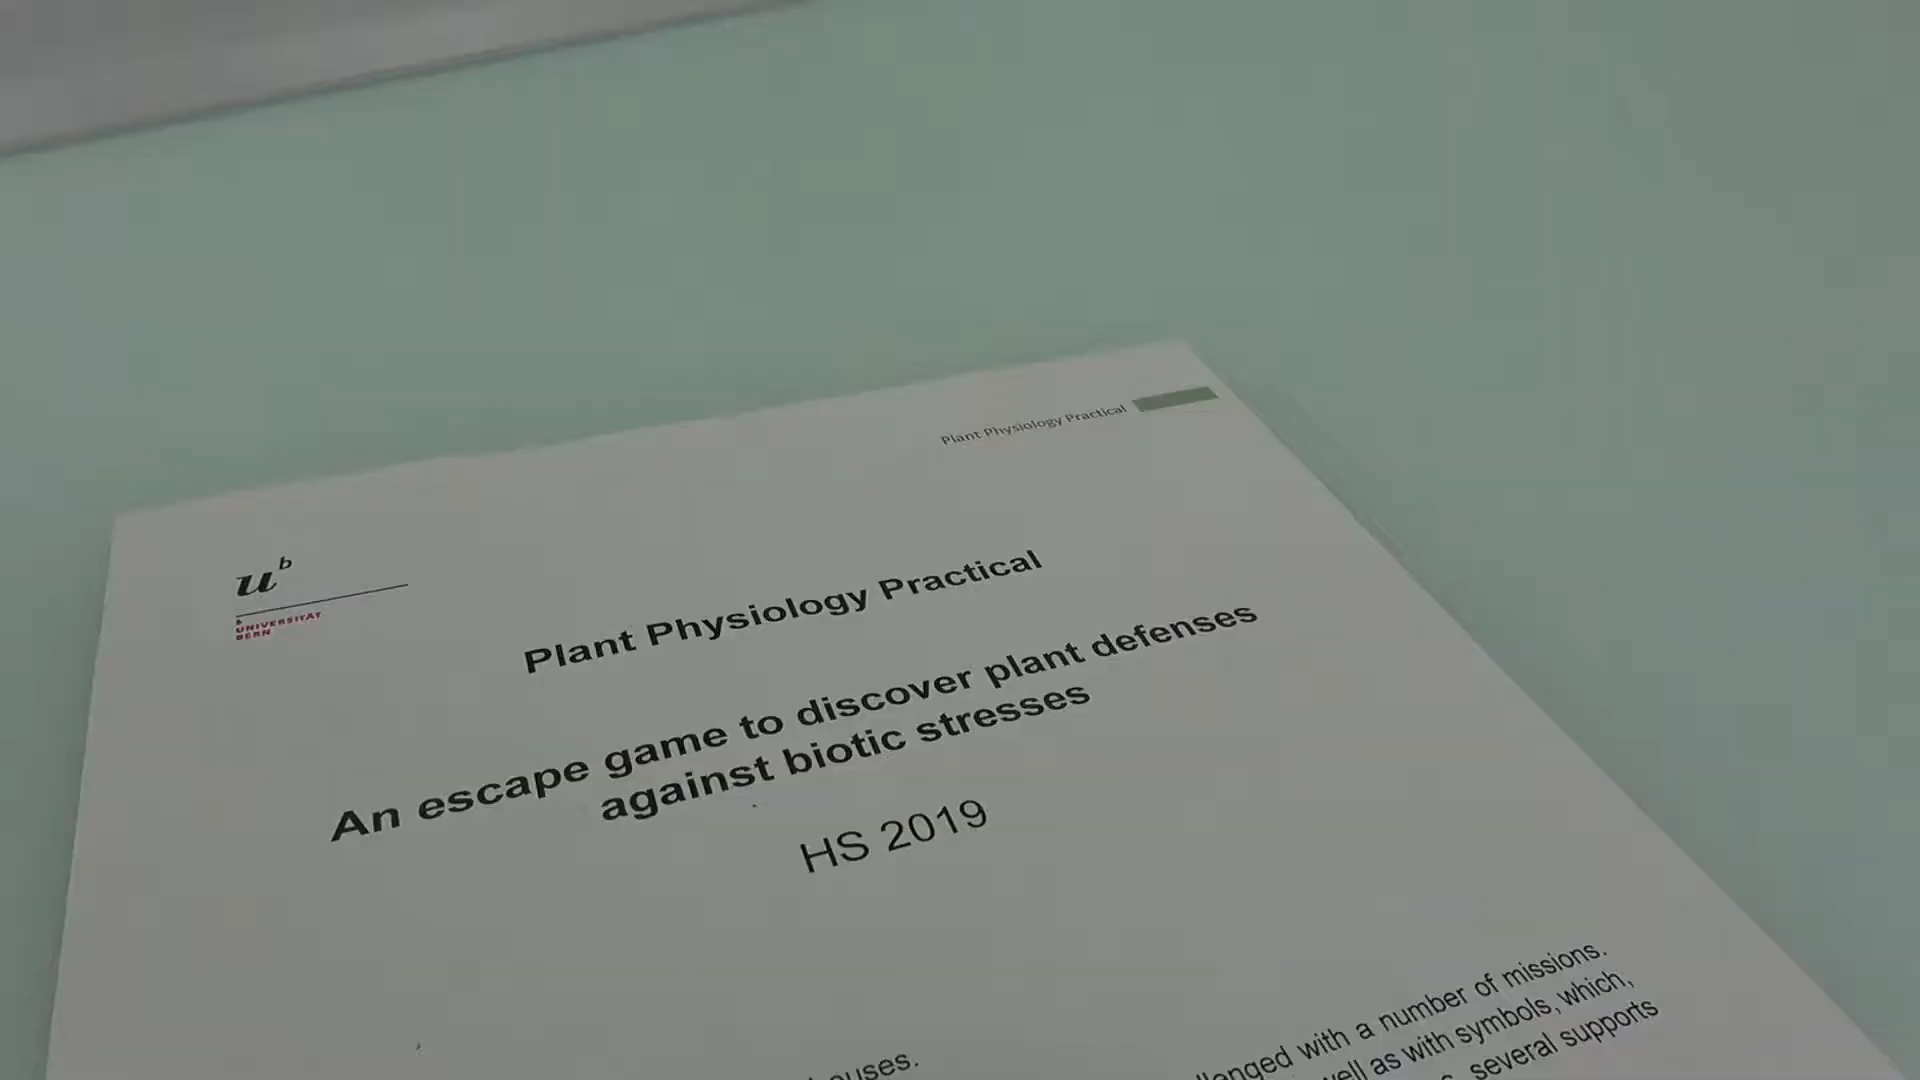 Plant Physiology Practical
u^b
b
UNIVERSITÄT
BERN
Plant Physiology Practical
An escape game to discover plant defenses
against biotic stresses
HS 2019
with a number of missions.
as with symbols, which,
several supports